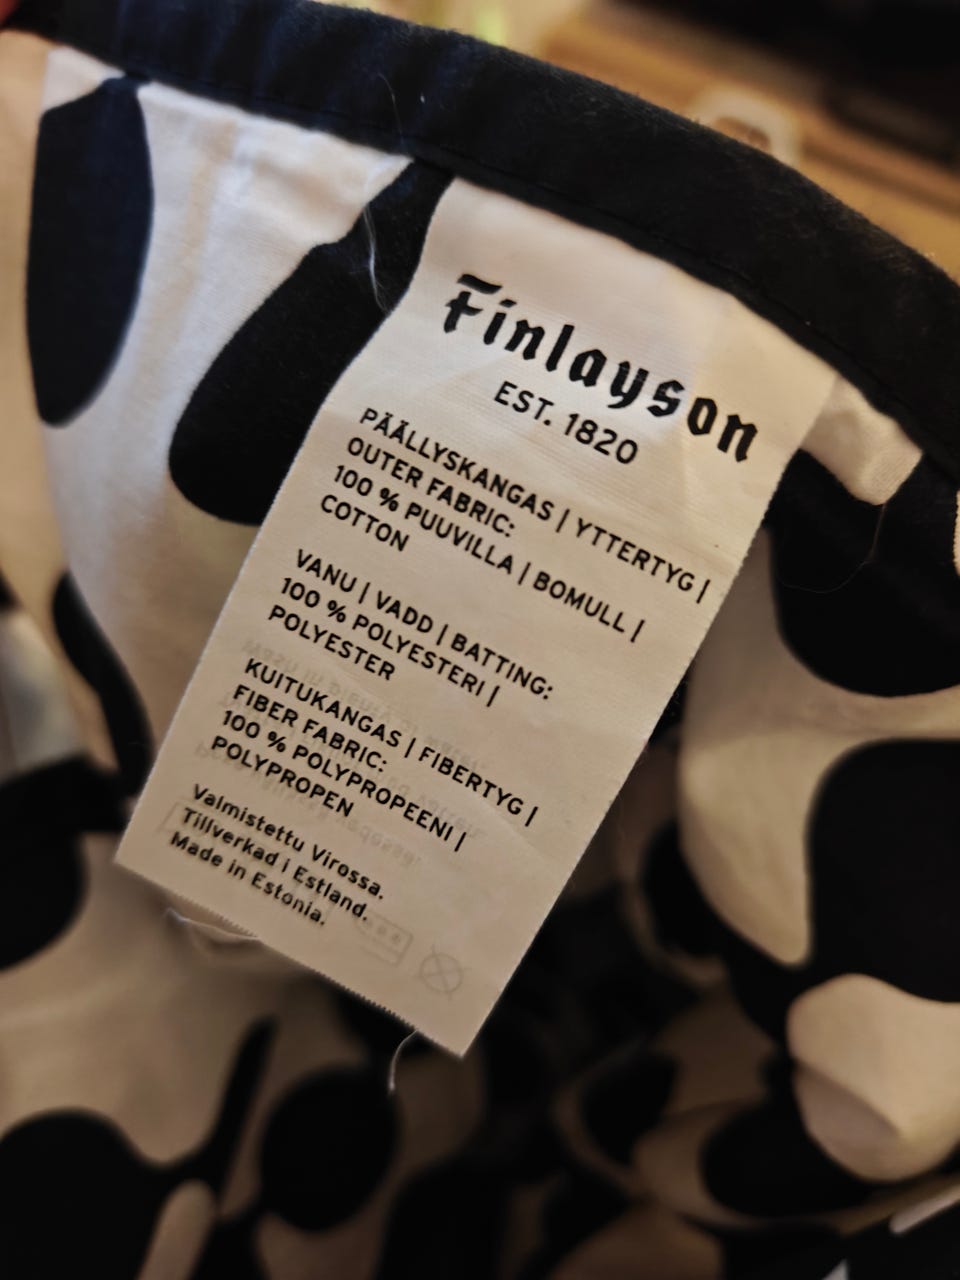 Finlayson
EST. 1820
PÄÄLLYSKANGAS | YTTERTYG |
OUTER FABRIC:
100 % PUUVILLA | BOMULL |
COTTON
VANU | VADD | BATTING:
100 % POLYESTERI |
POLYESTER
KUITUKANGAS | FIBERTYG |
FIBER FABRIC:
100 % POLYPROPEENI |
POLYPROPEN
Valmistettu Virossa.
Tillverkad i Estland.
Made in Estonia.